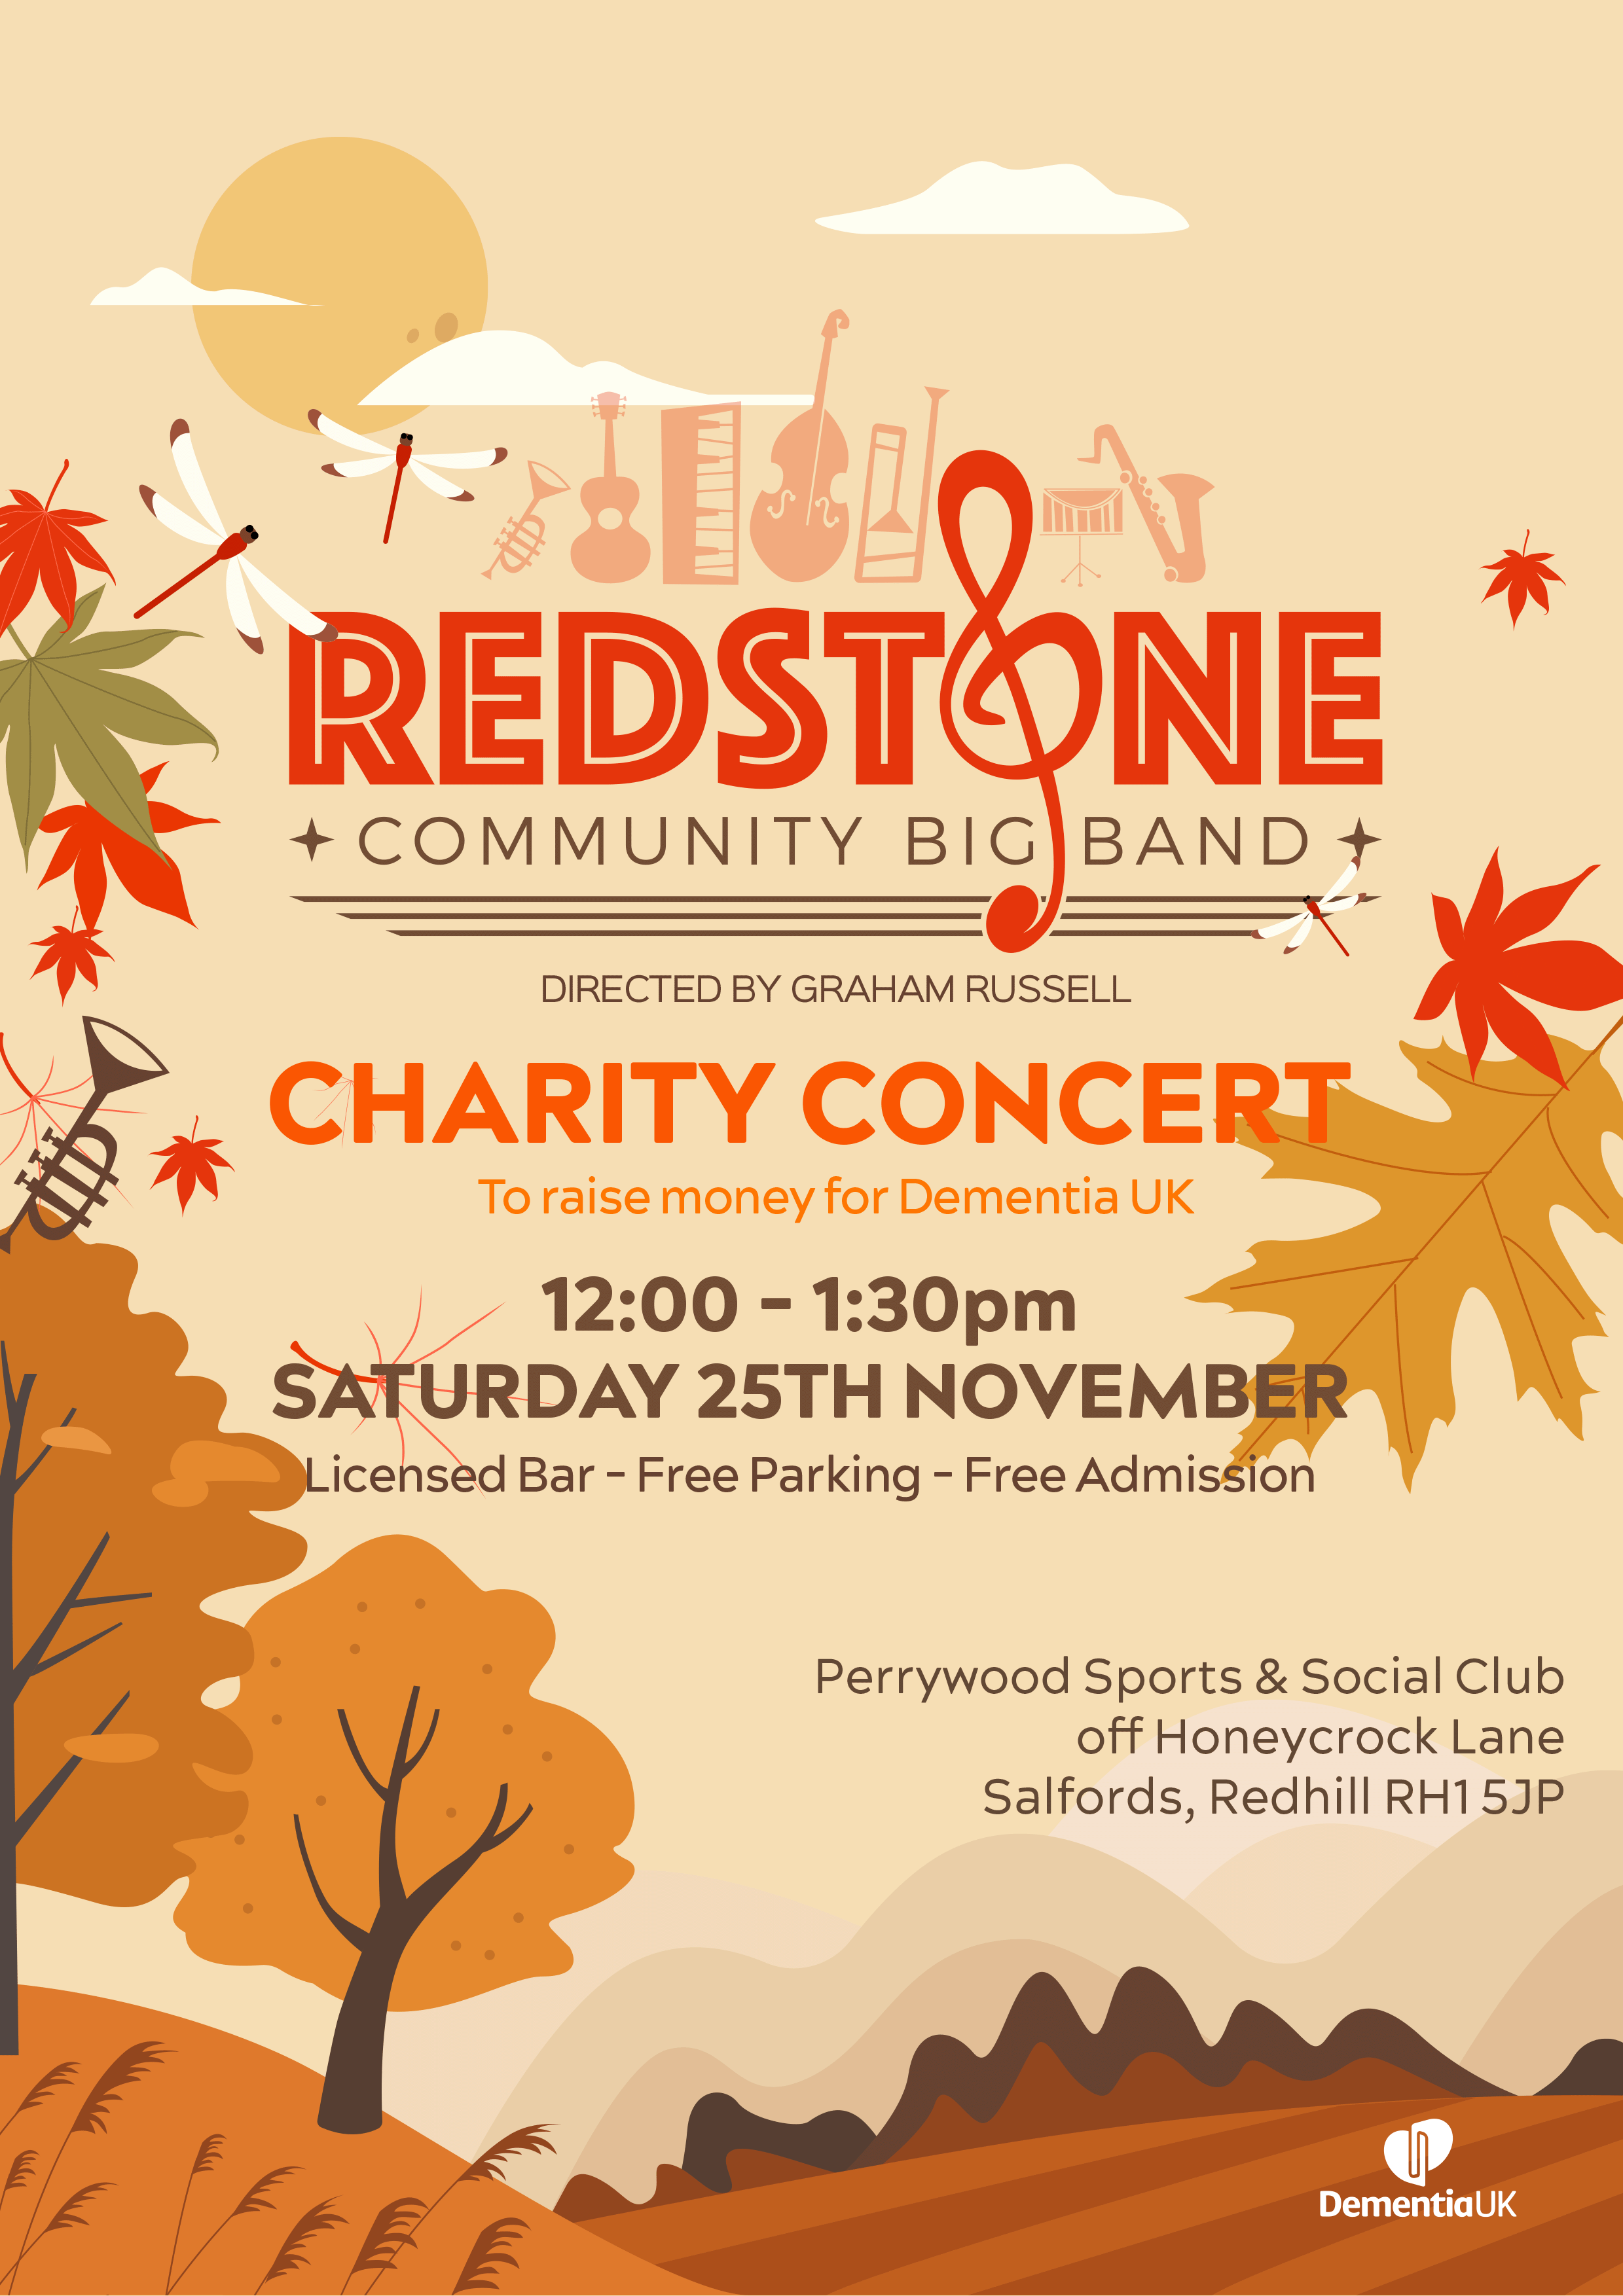 REDSTONE
COMMUNITY BIG BAND
DIRECTED BY GRAHAM RUSSELL
CHARITY CONCERT
To raise money for Dementia UK
12:00 - 1:30pm
SATURDAY 25TH NOVEMBER
Licensed Bar - Free Parking - Free Admission
Perrywood Sports & Social Club
off Honeycrock Lane
Salfords, Redhill RH1 5JP
DementiaUK